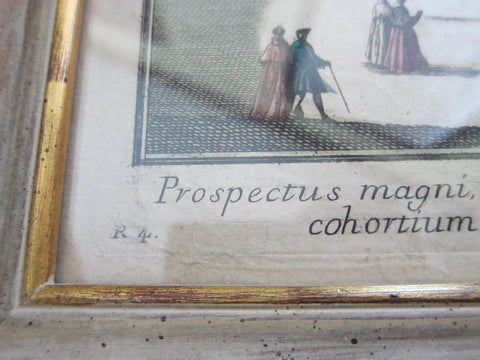 Prospectus magni,
cohortium
R 4.